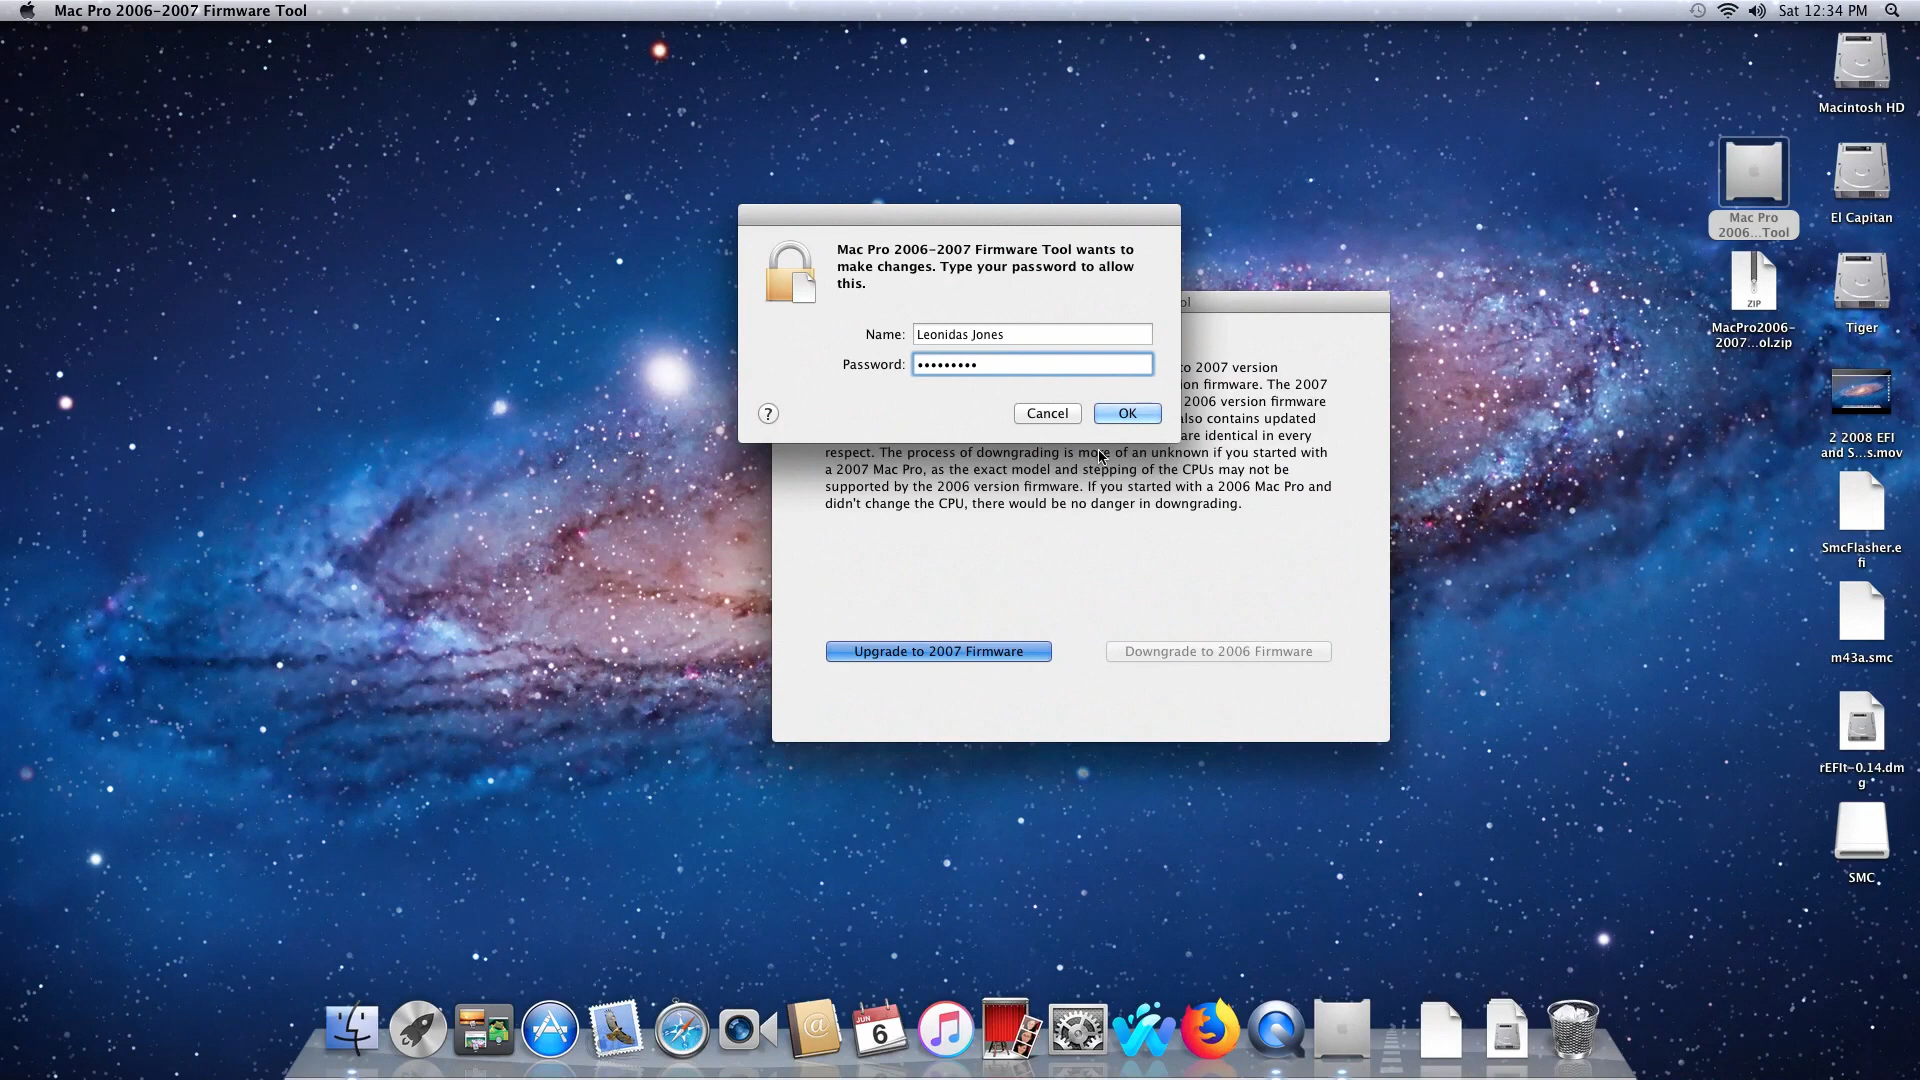 Mac Pro 2006-2007 Firmware Tool
Sat 12:34 PM
Macintosh HD
Mac Pro
2006...Tool
El Capitan
MacPro2006-
2007...ol.zip
ZIP
Tiger
2 2008 EFI
and S...s.mov
SmcFlasher.e
fi
m43a.smc
rEFIt-0.14.dm
g
SMC
Mac Pro 2006-2007 Firmware Tool wants to
make changes. Type your password to allow
this.
Name: Leonidas Jones
Password: •••••••••
?
Cancel
OK
ol
to 2007 version
on firmware. The 2007
2006 version firmware
also contains updated
are identical in every
respect. The process of downgrading is more of an unknown if you started with
a 2007 Mac Pro, as the exact model and stepping of the CPUs may not be
supported by the 2006 version firmware. If you started with a 2006 Mac Pro and
didn't change the CPU, there would be no danger in downgrading.
Upgrade to 2007 Firmware
Downgrade to 2006 Firmware
JUN
6